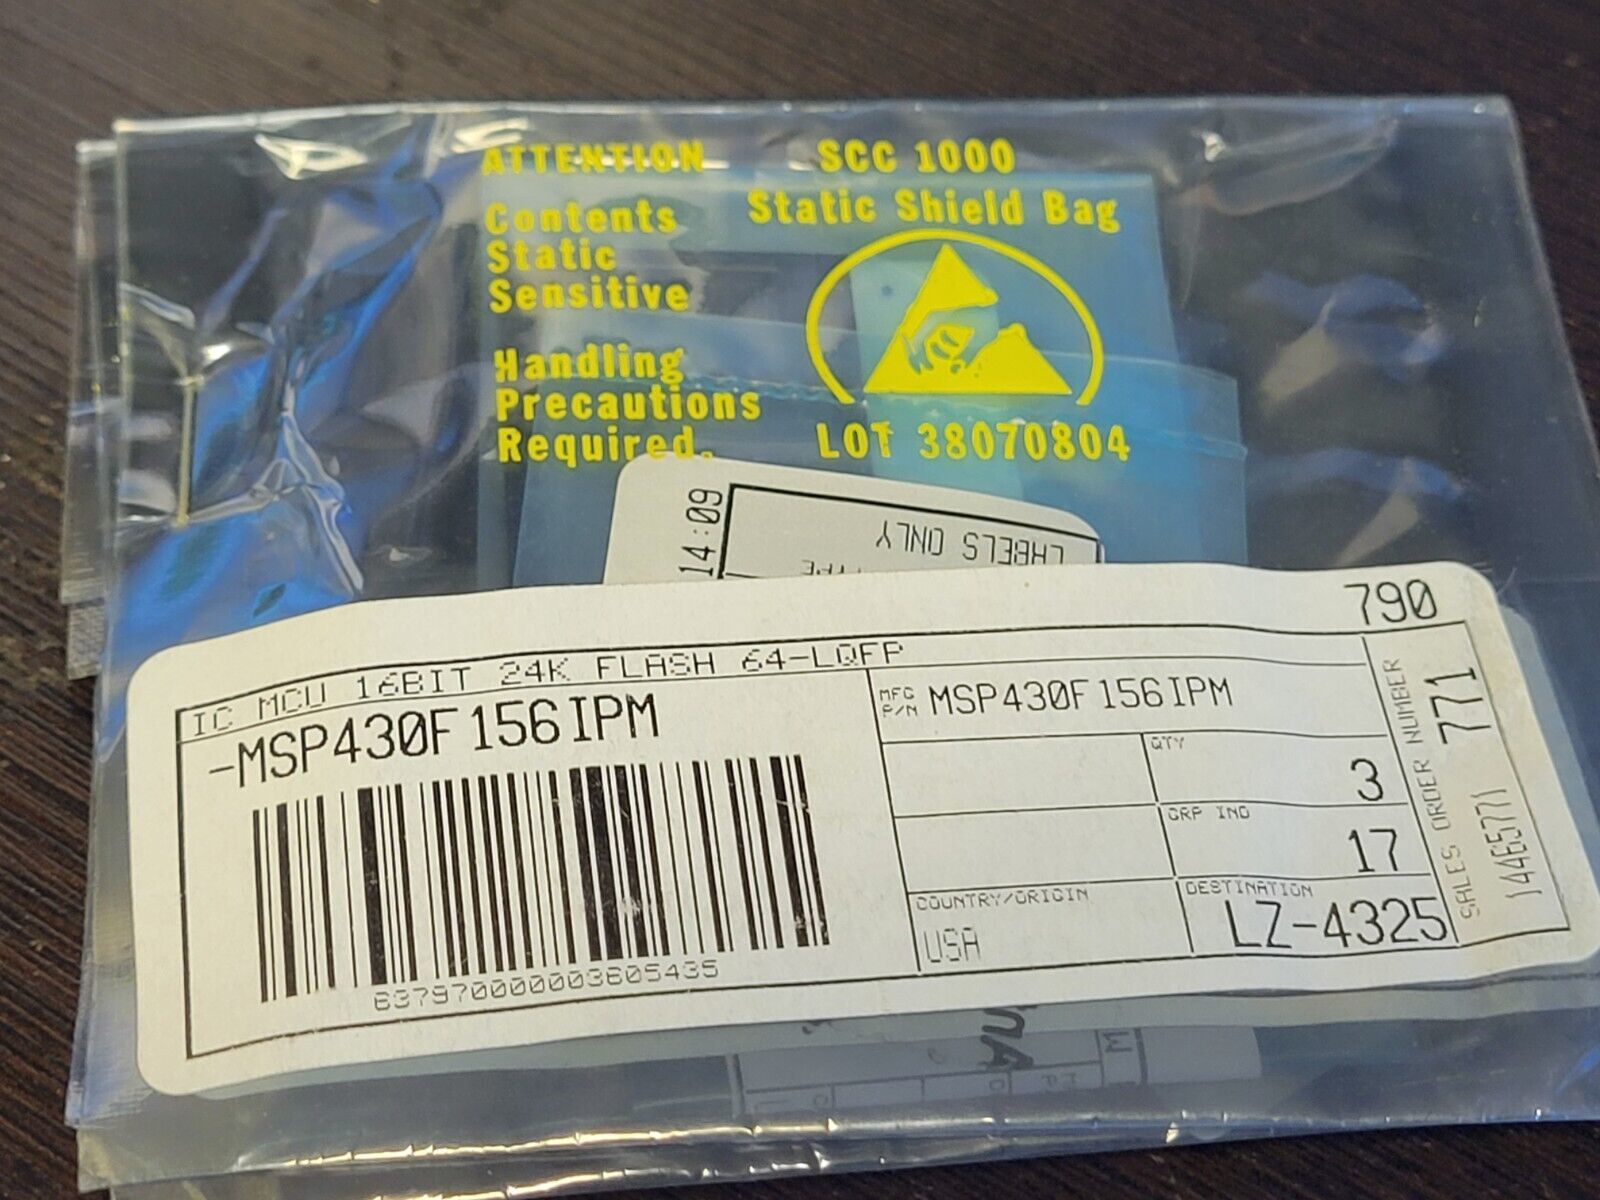 ATTENTION
Contents
Static
Sensitive
Handling
Precautions
Required.
SCC 1000
Static Shield Bag
LOT 38070804
14:09
LABELS ONLY
790
IC MCU 16BIT 24K FLASH 64-LQFP
-MSP430F156IPM
637970000003605435
MFG
P/N MSP430F156IPM
QTY
3
GRP IND
17
COUNTRY/ORIGIN
USA
DESTINATION
LZ-4325
SALES ORDER NUMBER
771
14465771